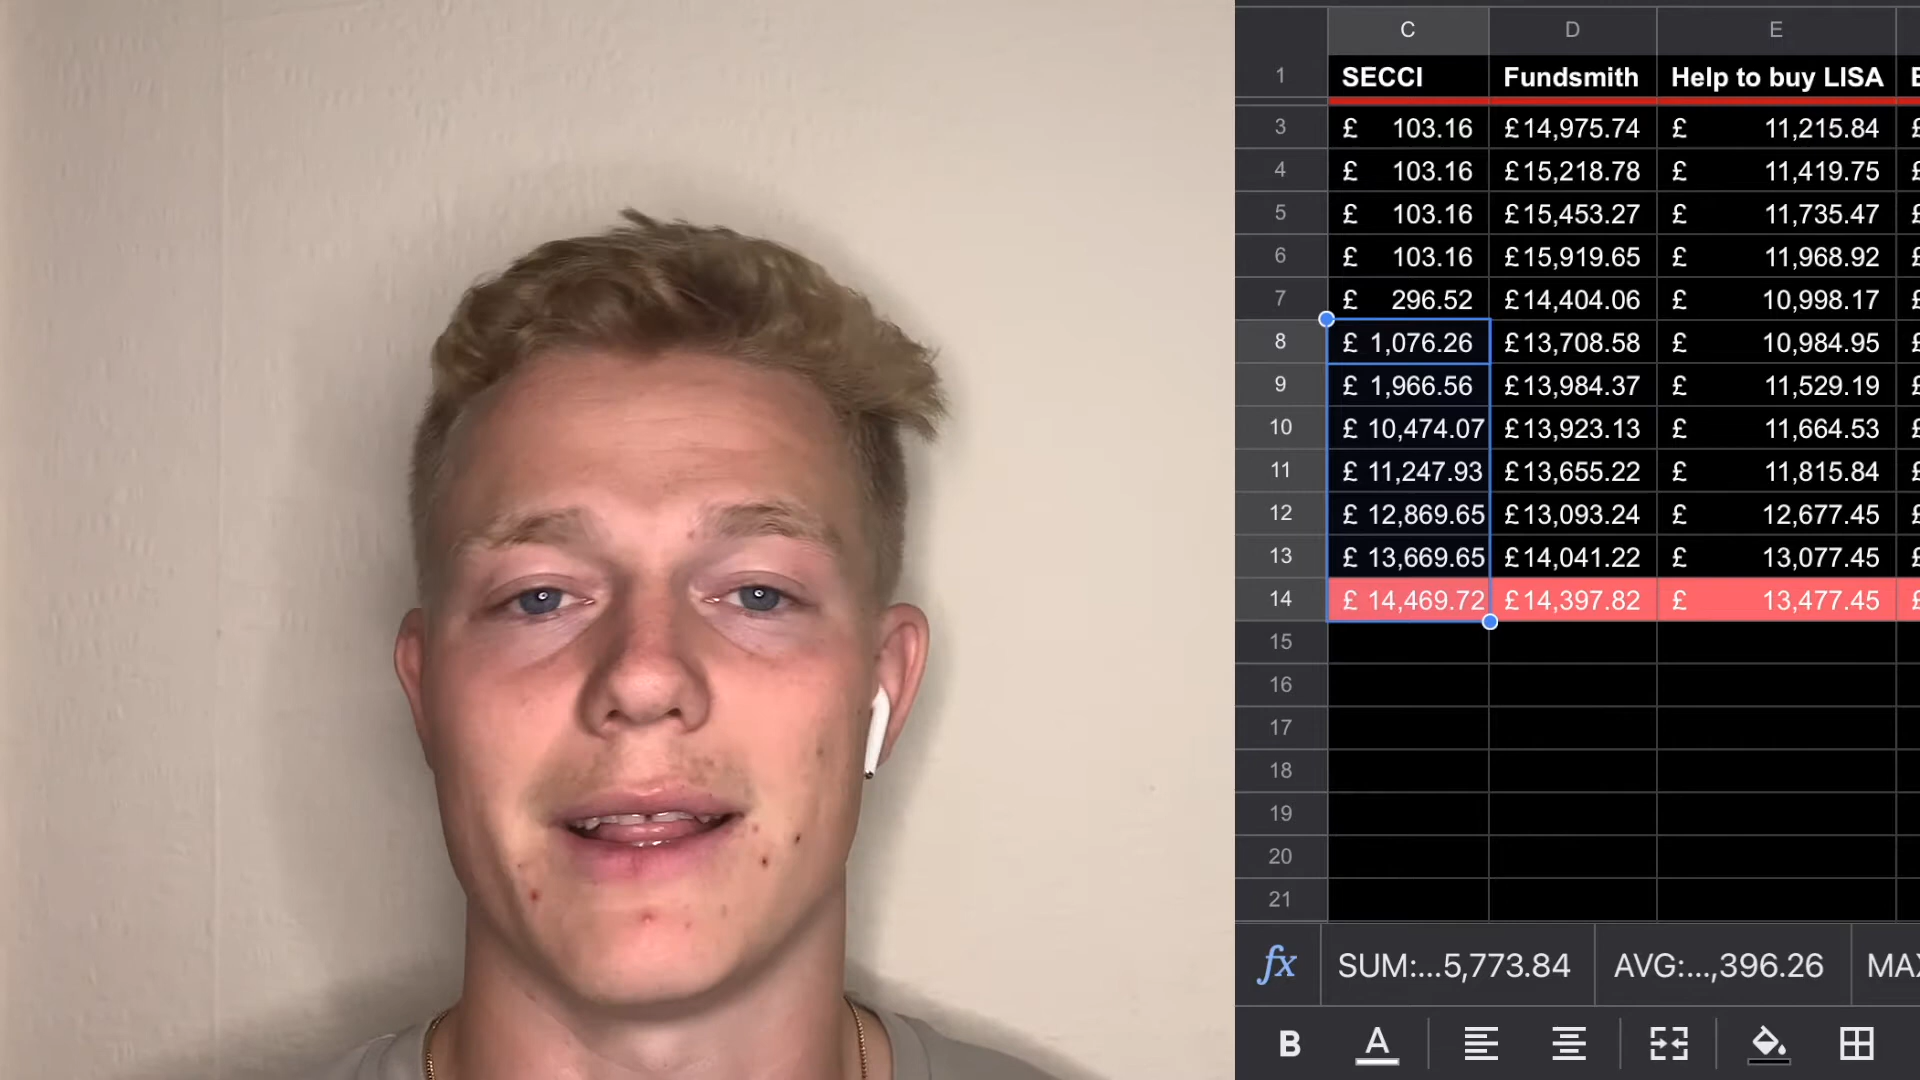 C D E
1 SECCI Fundsmith Help to buy LISA
3 £ 103.16 £14,975.74 £ 11,215.84 £
4 £ 103.16 £15,218.78 £ 11,419.75 £
5 £ 103.16 £15,453.27 £ 11,735.47 £
6 £ 103.16 £15,919.65 £ 11,968.92 £
7 £ 296.52 £14,404.06 £ 10,998.17 £
8 £ 1,076.26 £13,708.58 £ 10,984.95 £
9 £ 1,966.56 £13,984.37 £ 11,529.19 £
10 £ 10,474.07 £13,923.13 £ 11,664.53 £
11 £ 11,247.93 £13,655.22 £ 11,815.84 £
12 £ 12,869.65 £13,093.24 £ 12,677.45 £
13 £ 13,669.65 £14,041.22 £ 13,077.45 £
14 £ 14,469.72 £14,397.82 £ 13,477.45 £
15
16
17
18
19
20
21
fx SUM:...5,773.84 AVG:...,396.26
B A